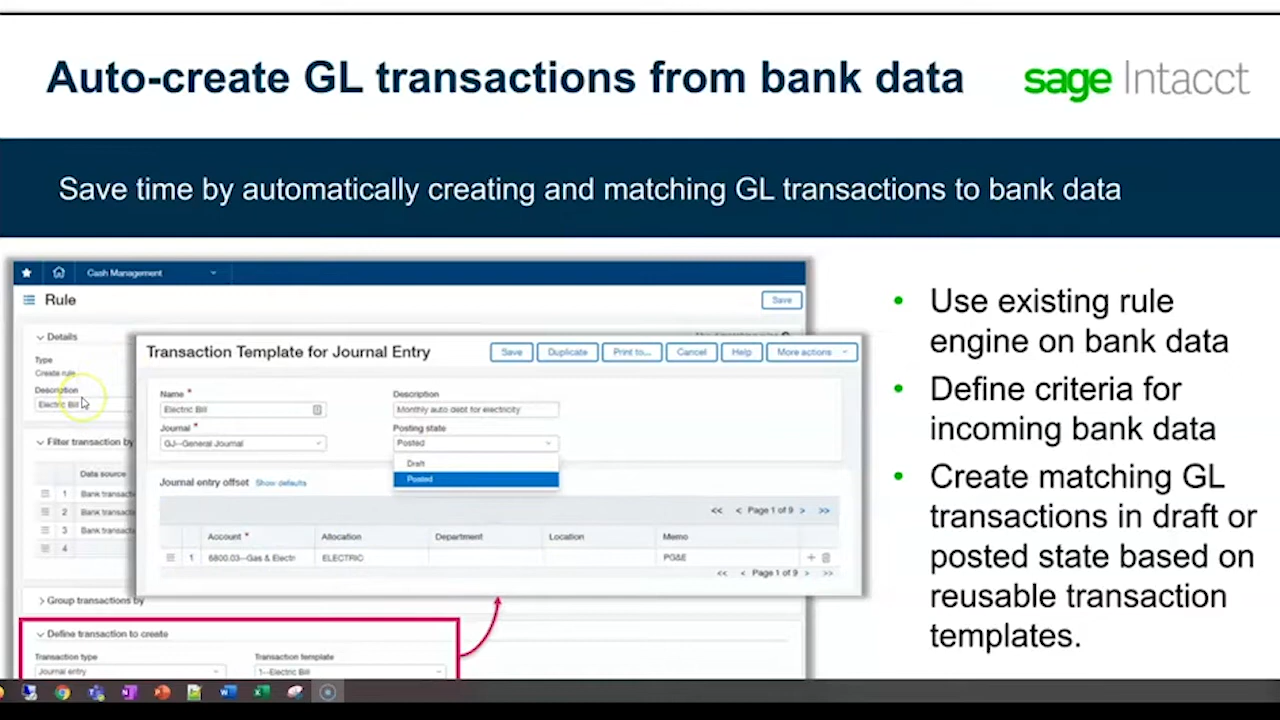 Auto-create GL transactions from bank data
sage Intacct
Save time by automatically creating and matching GL transactions to bank data
Cash Management
Rule
Save
Details
Type
Create rule
Description
Electric Bill
Filter transaction by
Data source
1 Bank transact
2 Bank transact
3 Bank transact
4
Group transactions by
Define transaction to create
Transaction type
Transaction template
Journal entry
1--Electric Bill
Transaction Template for Journal Entry
Save
Duplicate
Print to...
Cancel
Help
More actions
Name *
Description
Electric Bill
Monthly auto debt for electricity
Journal *
Posting state
GJ--General Journal
Posted
Draft
Posted
Journal entry offset Show defaults
<< < Page 1 of 9 > >>
Account * Allocation Department Location Memo
1 6800.03--Gas & Electri ELECTRIC PG&E
<< < Page 1 of 9 > >>
• Use existing rule
engine on bank data
• Define criteria for
incoming bank data
• Create matching GL
transactions in draft or
posted state based on
reusable transaction
templates.